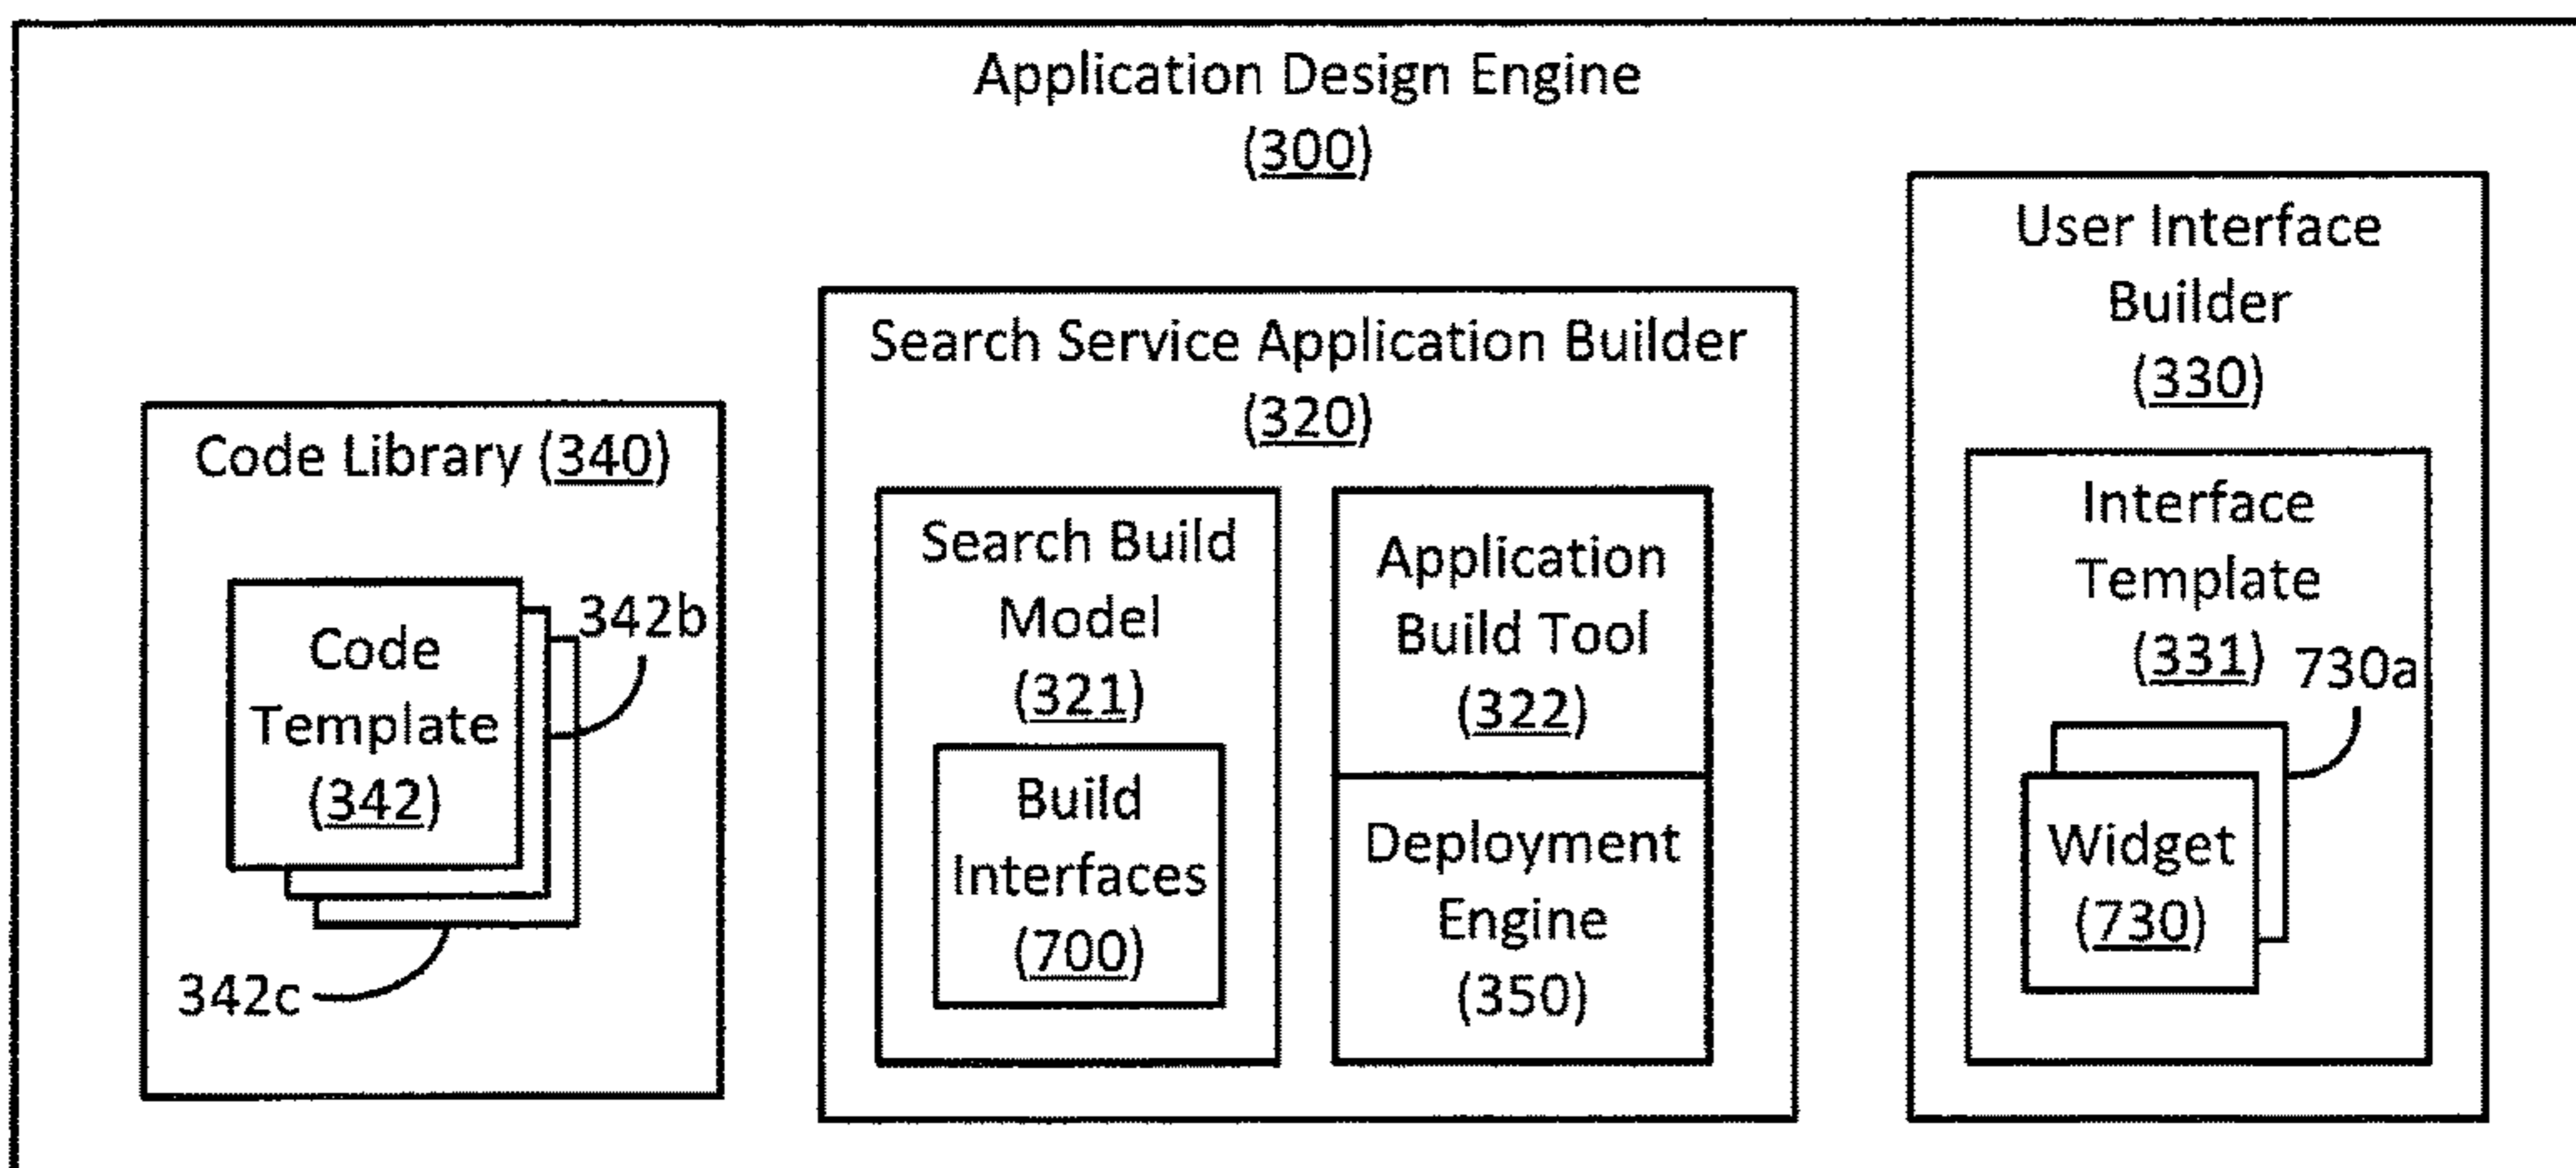 Application Design Engine
(300)
Code Library (340)
Code
Template
(342)
342b
342c
Search Service Application Builder
(320)
Search Build
Model
(321)
Build
Interfaces
(700)
Application
Build Tool
(322)
Deployment
Engine
(350)
User Interface
Builder
(330)
Interface
Template
(331)
730a
Widget
(730)